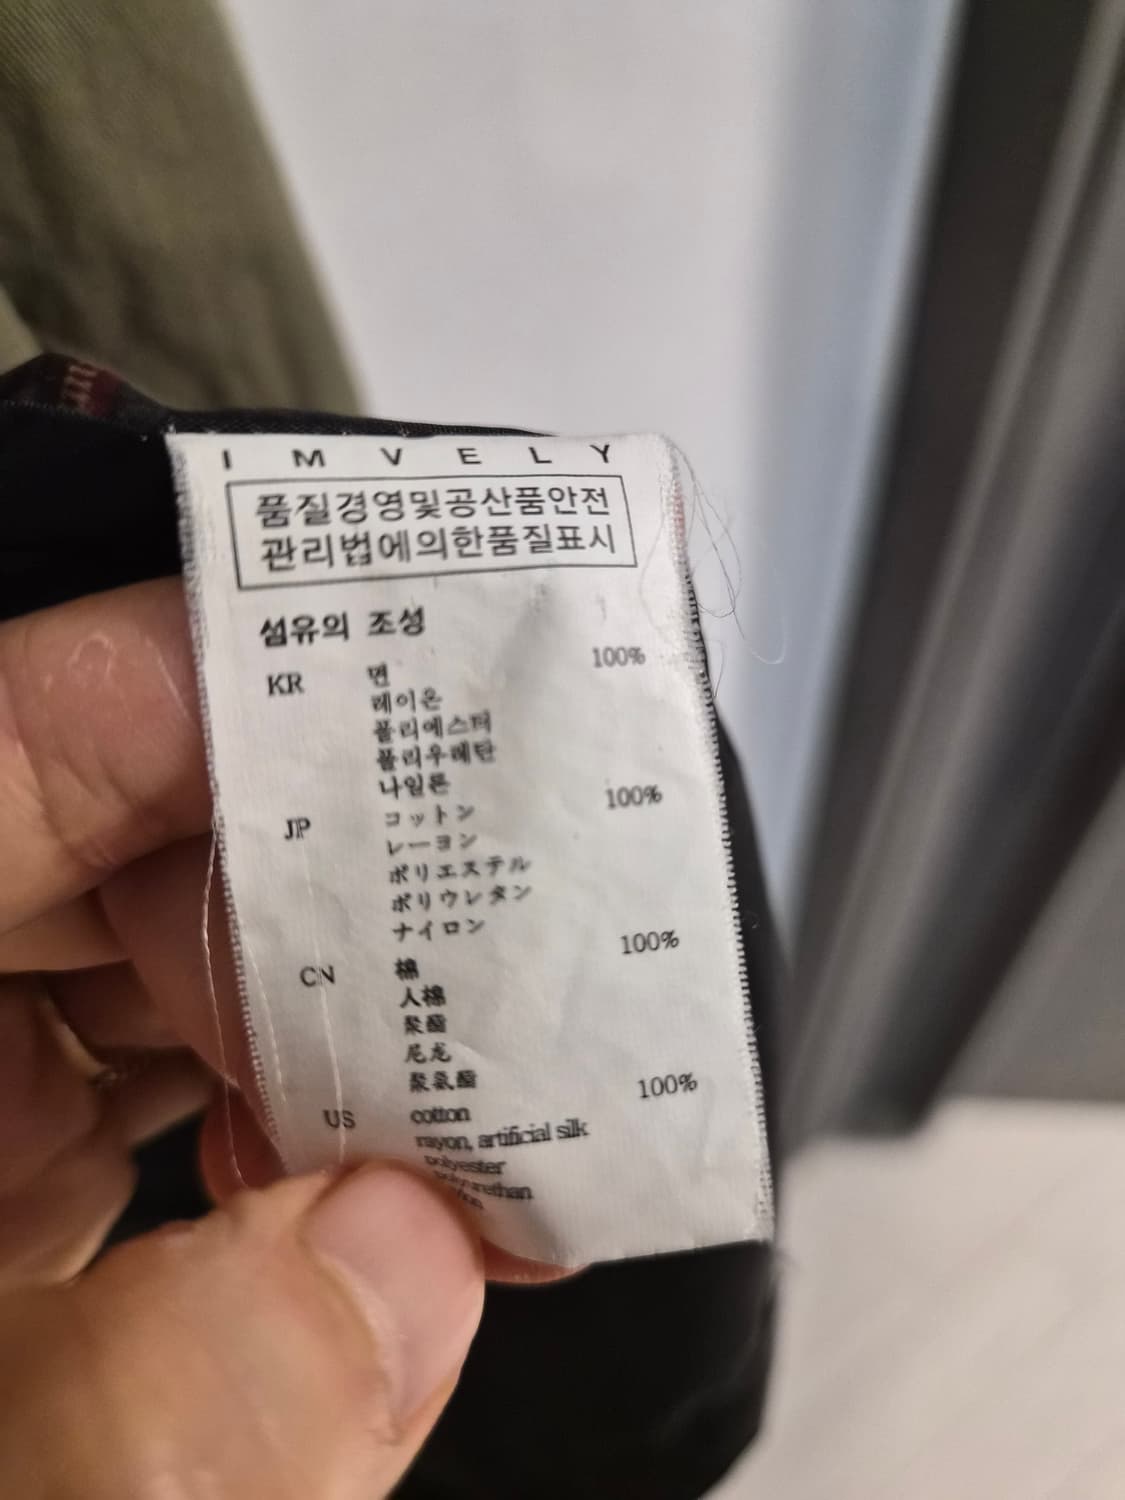 IMVELY
품질경영및공산품안전
관리법에의한품질표시
섬유의 조성
KR 면 100%
레이온
폴리에스터
폴리우레탄
나일론
JP コットン 100%
レーヨン
ポリエステル
ポリウレタン
ナイロン
CN 棉 100%
人棉
聚酯
尼龙
聚氨酯
US cotton 100%
rayon, artificial silk
polyester
polyurethan